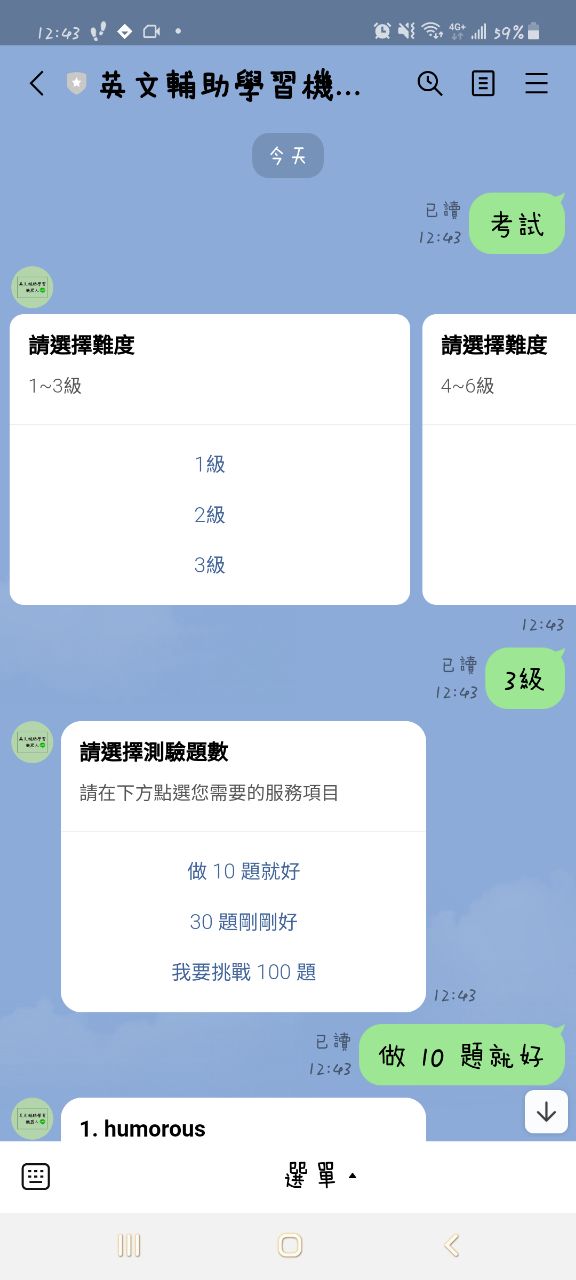 12:43
4G+
59%
英文輔助學習機...
今天
考試
已讀
12:43
請選擇難度
1~3級
1級
2級
3級
請選擇難度
4~6級
12:43
3級
已讀
12:43
請選擇測驗題數
請在下方點選您需要的服務項目
做 10 題就好
30 題剛剛好
我要挑戰 100 題
12:43
做 10 題就好
已讀
12:43
1. humorous
選單